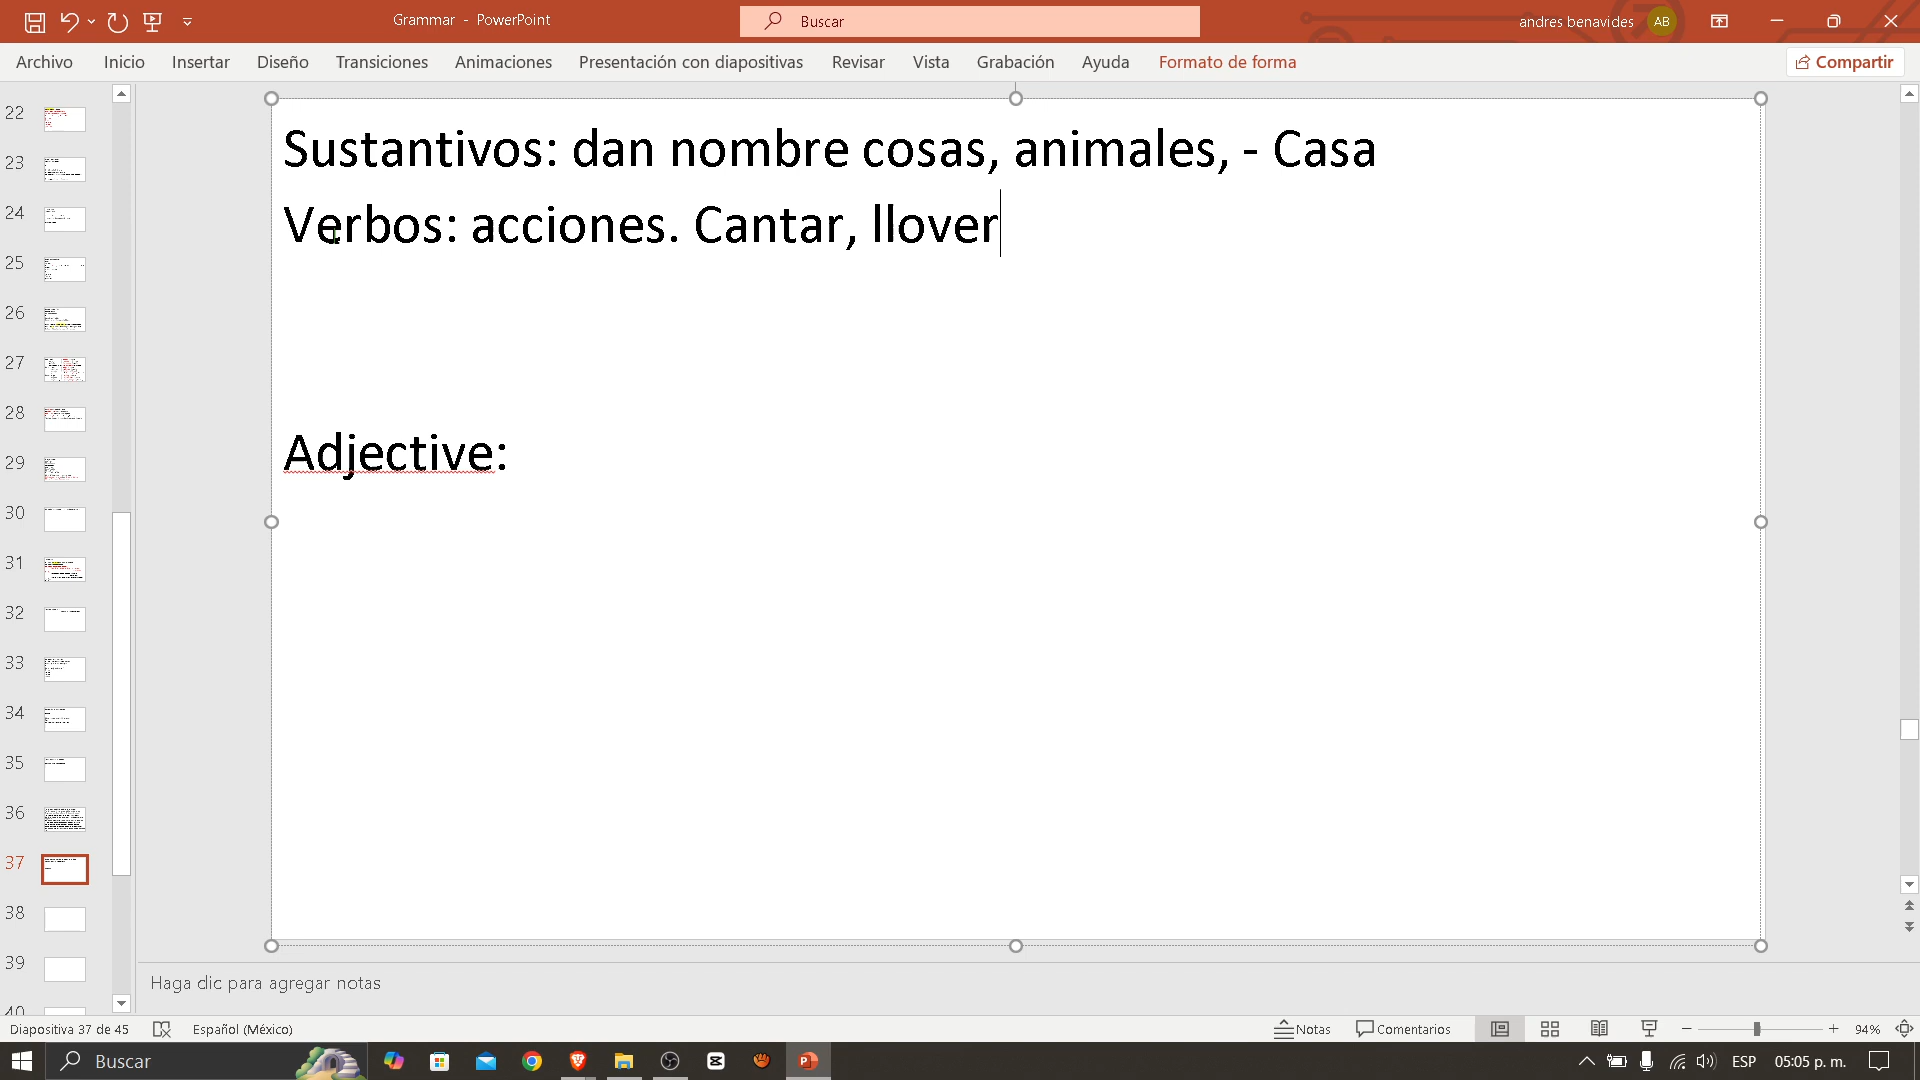 Grammar - PowerPoint
Buscar
andres benavides
AB
Archivo
Inicio
Insertar
Diseño
Transiciones
Animaciones
Presentación con diapositivas
Revisar
Vista
Grabación
Ayuda
Formato de forma
Compartir
22
23
24
25
26
27
28
29
30
31
32
33
34
35
36
37
38
39
40
Sustantivos: dan nombre cosas, animales, - Casa
Verbos: acciones. Cantar, llover
Adjective:
Haga clic para agregar notas
Diapositiva 37 de 45
Español (México)
Notas
Comentarios
94%
Buscar
ESP
05:05 p. m.